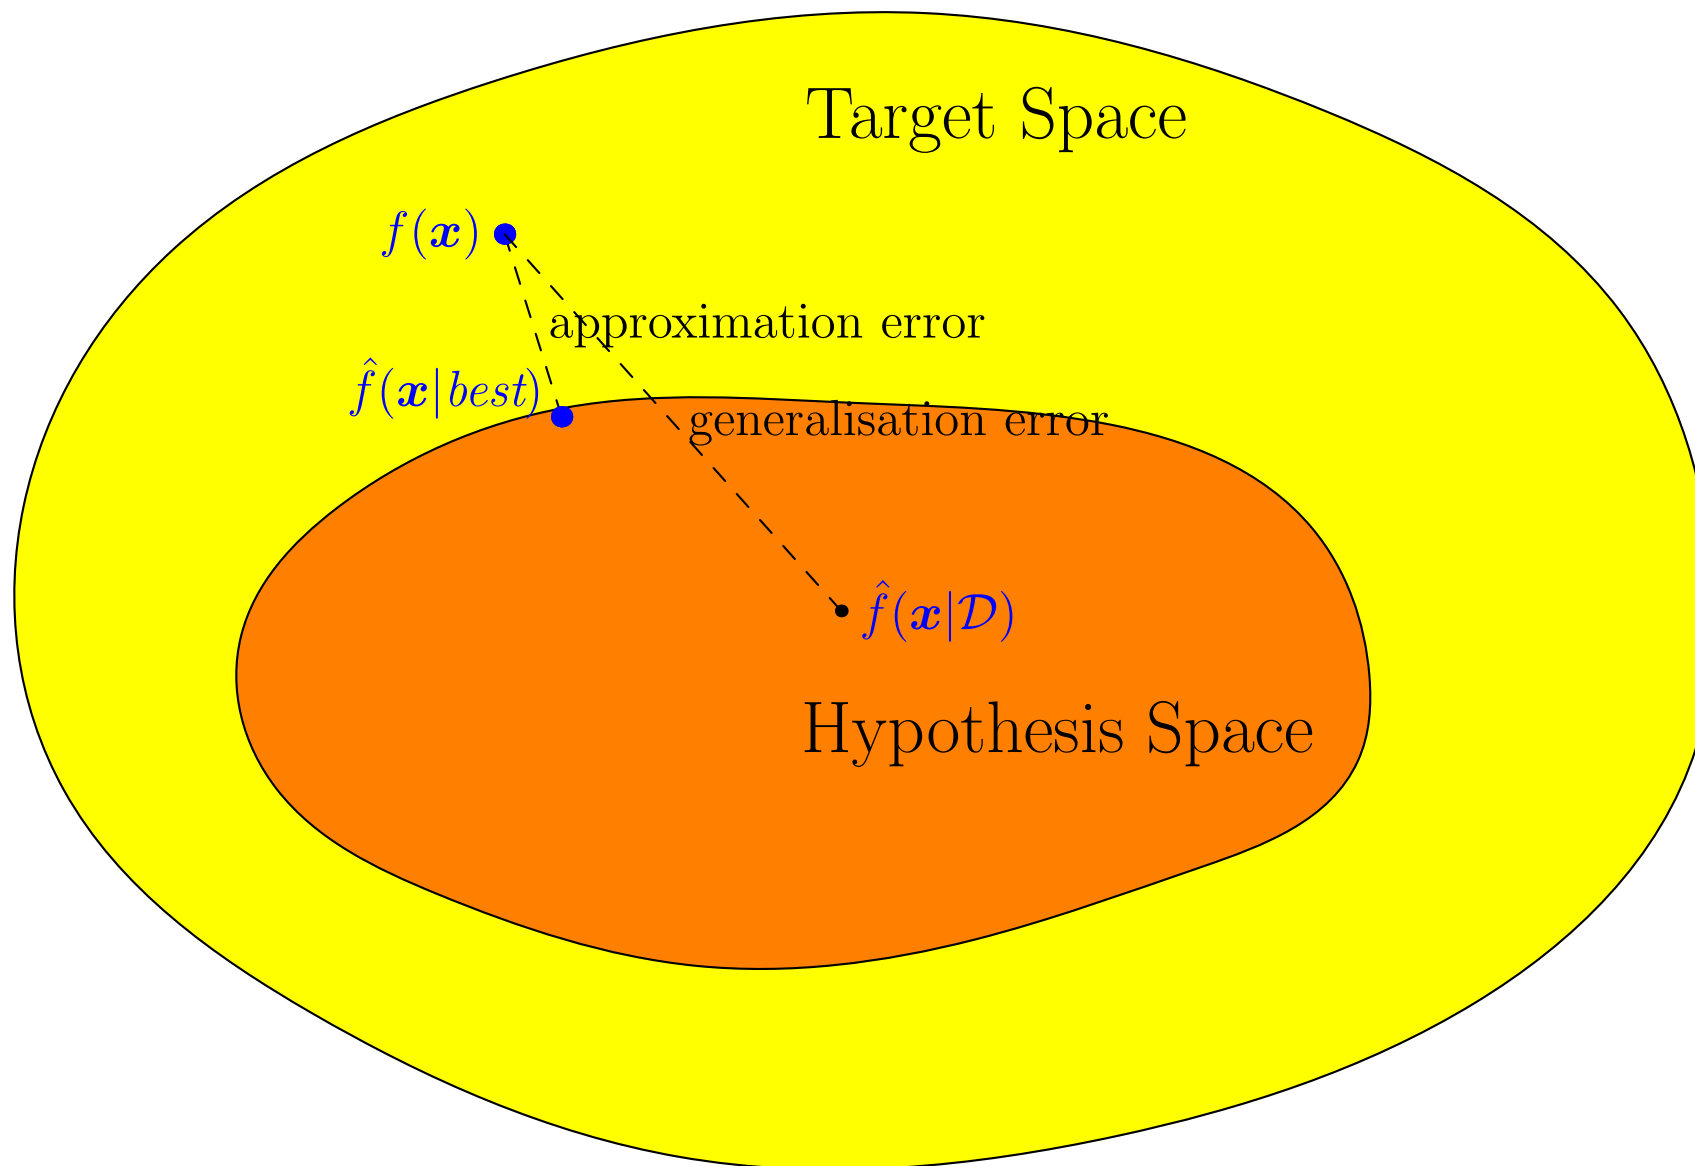 Target Space
f(x)
approximation error
f̂(x|best)
generalisation error
f̂(x|𝒟)
Hypothesis Space